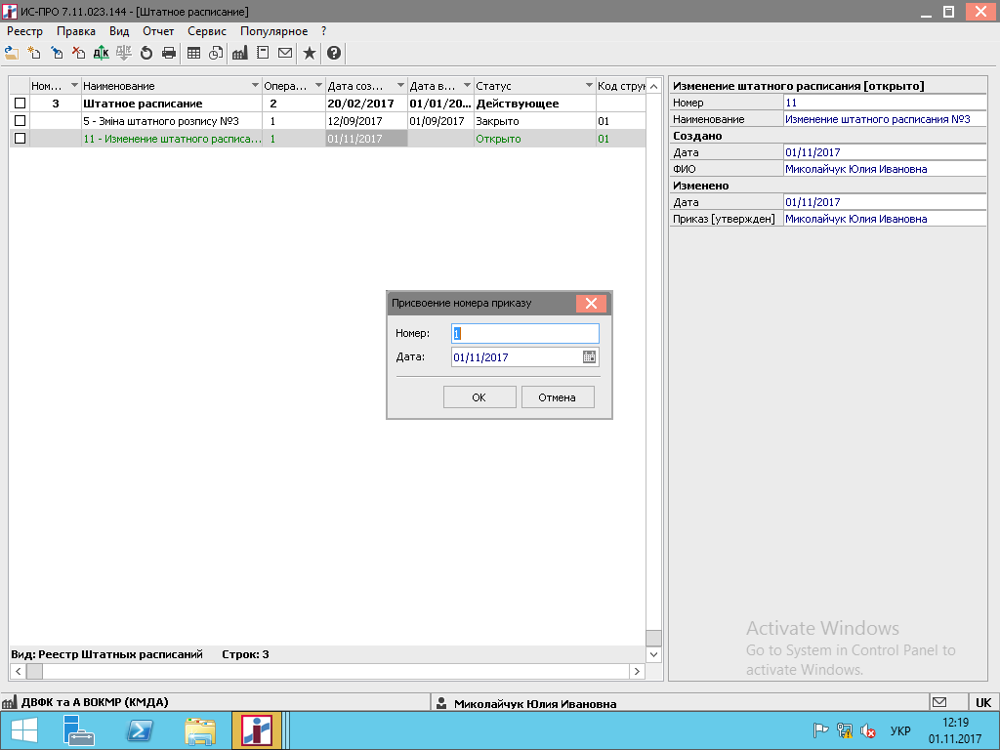 ИС-ПРО 7.11.023.144 - [Штатное расписание]
Реестр Правка Вид Отчет Сервис Популярное ?
Ном... Наименование Опера... Дата соз... Дата в... Статус Код струк
3 Штатное расписание 2 20/02/2017 01/01/20... Действующее
5 - Зміна штатного розпису №3 1 12/09/2017 01/09/2017 Закрыто 01
11 - Изменение штатного расписа... 1 01/11/2017 Открыто 01
Изменение штатного расписания [открыто]
Номер 11
Наименование Изменение штатного расписания №3
Создано
Дата 01/11/2017
ФИО Миколайчук Юлия Ивановна
Изменено
Дата 01/11/2017
Приказ [утвержден] Миколайчук Юлия Ивановна
Присвоение номера приказу
Номер: 1
Дата: 01/11/2017
ОК Отмена
Activate Windows
Go to System in Control Panel to
activate Windows.
Вид: Реестр Штатных расписаний Строк: 3
ДВФК та А ВОКМР (КМДА) Миколайчук Юлия Ивановна UK
УКР 12:19
01.11.2017